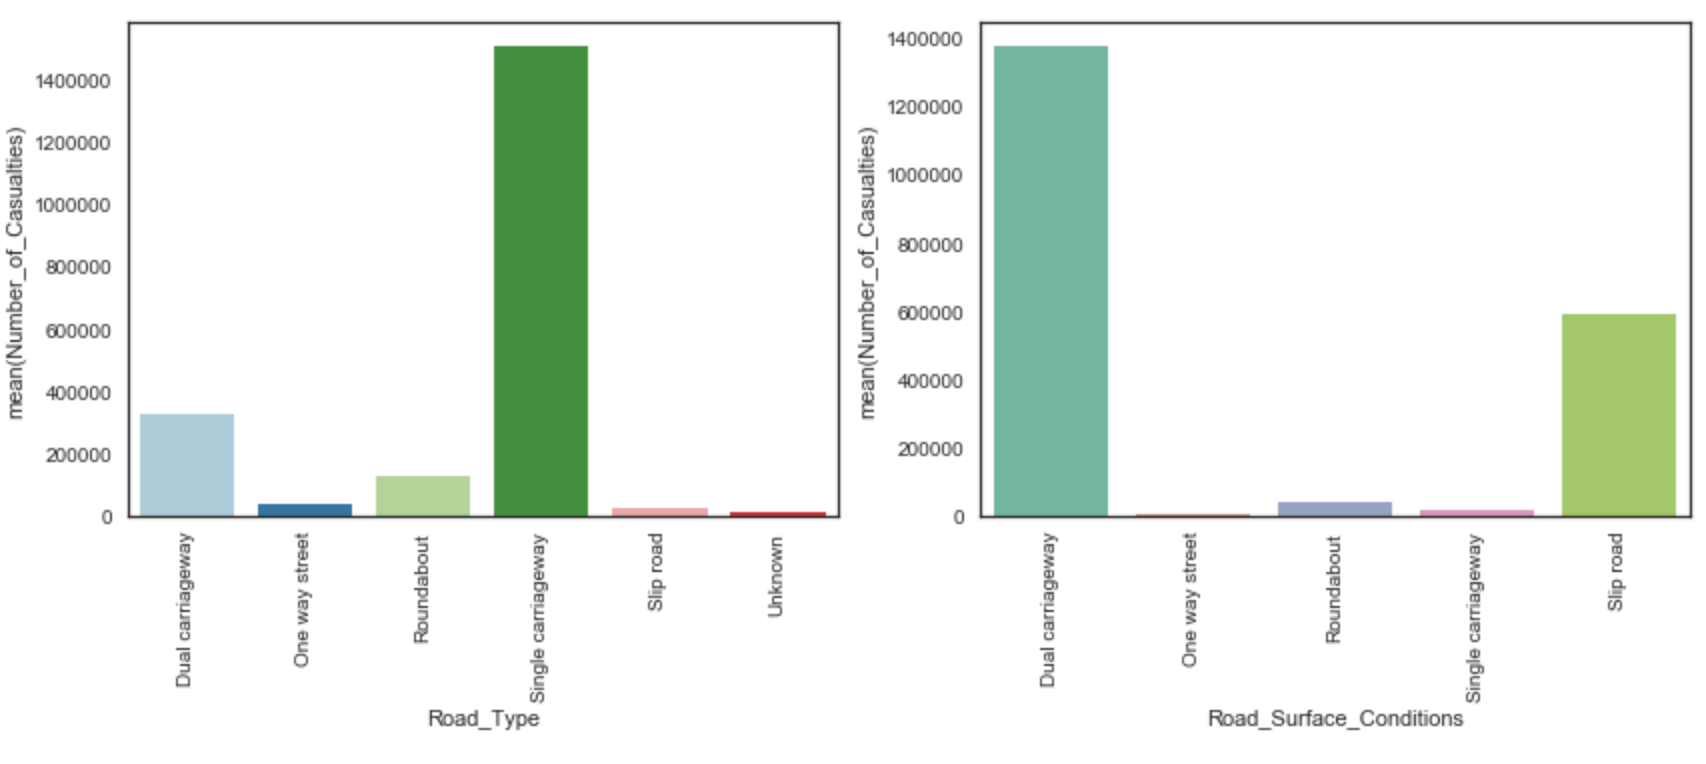 mean(Number_of_Casualties)
1400000
1200000
1000000
800000
600000
400000
200000
0
Dual carriageway
One way street
Roundabout
Single carriageway
Slip road
Unknown
Road_Type
mean(Number_of_Casualties)
1400000
1200000
1000000
800000
600000
400000
200000
0
Dual carriageway
One way street
Roundabout
Single carriageway
Slip road
Road_Surface_Conditions